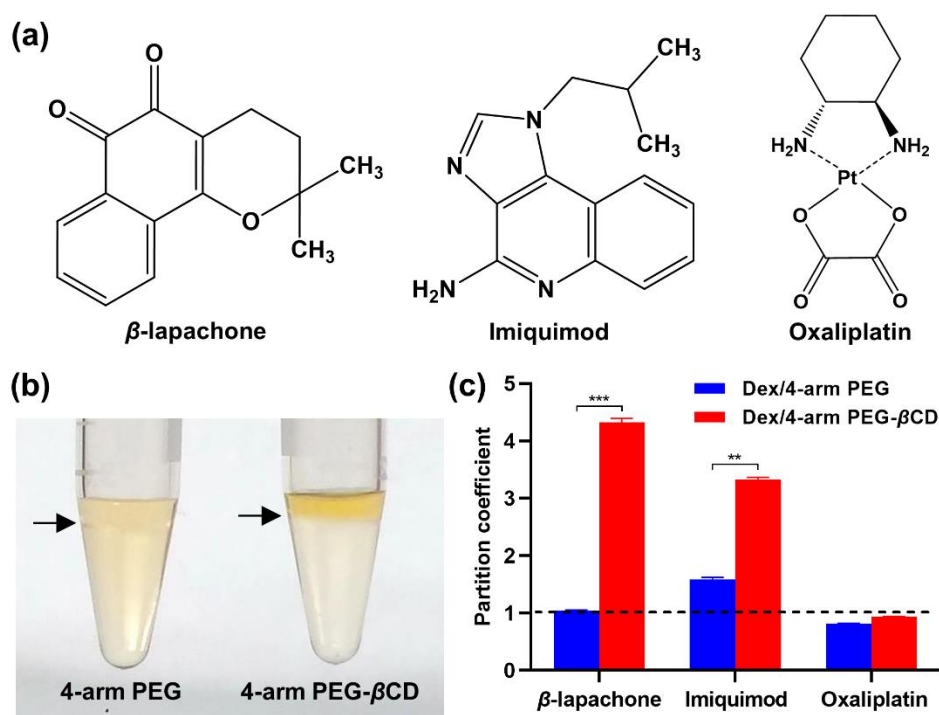 (a)
O
O
O
CH₃
CH₃
β-lapachone
CH₃
CH₃
N
N
H₂N
N
Imiquimod
H₂N
NH₂
Pt
O
O
O
O
Oxaliplatin
(b)
4-arm PEG
4-arm PEG-βCD
(c)
Partition coefficient
5
4
3
2
1
0
Dex/4-arm PEG
Dex/4-arm PEG-βCD
***
**
β-lapachone
Imiquimod
Oxaliplatin